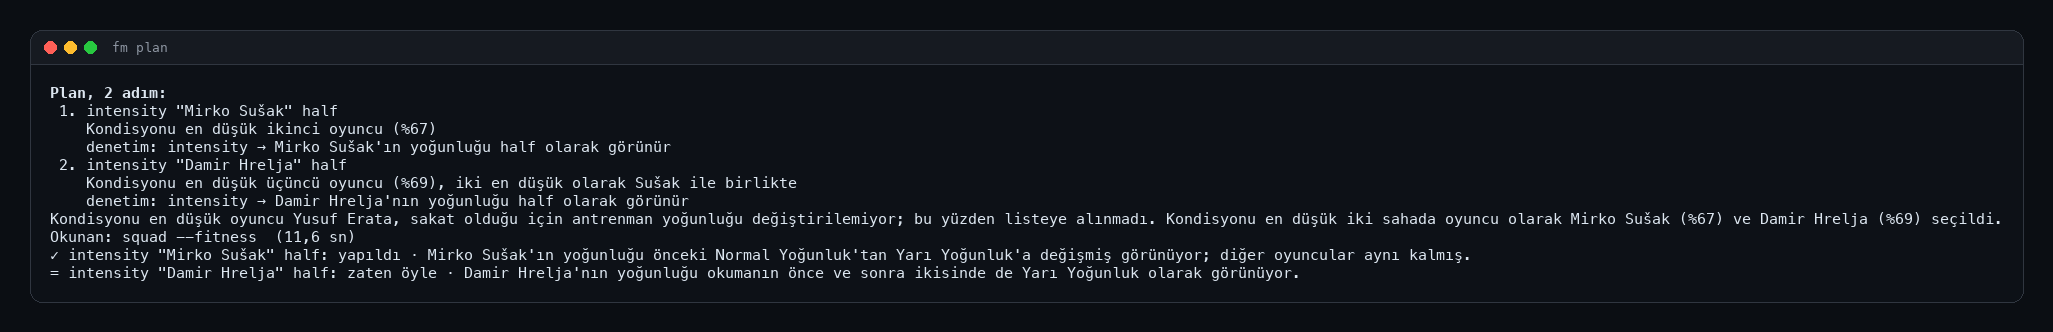 fm plan
Plan, 2 adım:
1. intensity "Mirko Sušak" half
Kondisyonu en düşük ikinci oyuncu (%67)
denetim: intensity → Mirko Sušak'ın yoğunluğu half olarak görünür
2. intensity "Damir Hrelja" half
Kondisyonu en düşük üçüncü oyuncu (%69), iki en düşük olarak Sušak ile birlikte
denetim: intensity → Damir Hrelja'nın yoğunluğu half olarak görünür
Kondisyonu en düşük oyuncu Yusuf Erata, sakat olduğu için antrenman yoğunluğu değiştirilemiyor; bu yüzden listeye alınmadı. Kondisyonu en düşük iki sahada oyuncu olarak Mirko Sušak (%67) ve Damir Hrelja (%69) seçildi.
Okunan: squad --fitness  (11,6 sn)
✓ intensity "Mirko Sušak" half: yapıldı · Mirko Sušak'ın yoğunluğu önceki Normal Yoğunluk'tan Yarı Yoğunluk'a değişmiş görünüyor; diğer oyuncular aynı kalmış.
= intensity "Damir Hrelja" half: zaten öyle · Damir Hrelja'nın yoğunluğu okumanın önce ve sonra ikisinde de Yarı Yoğunluk olarak görünüyor.